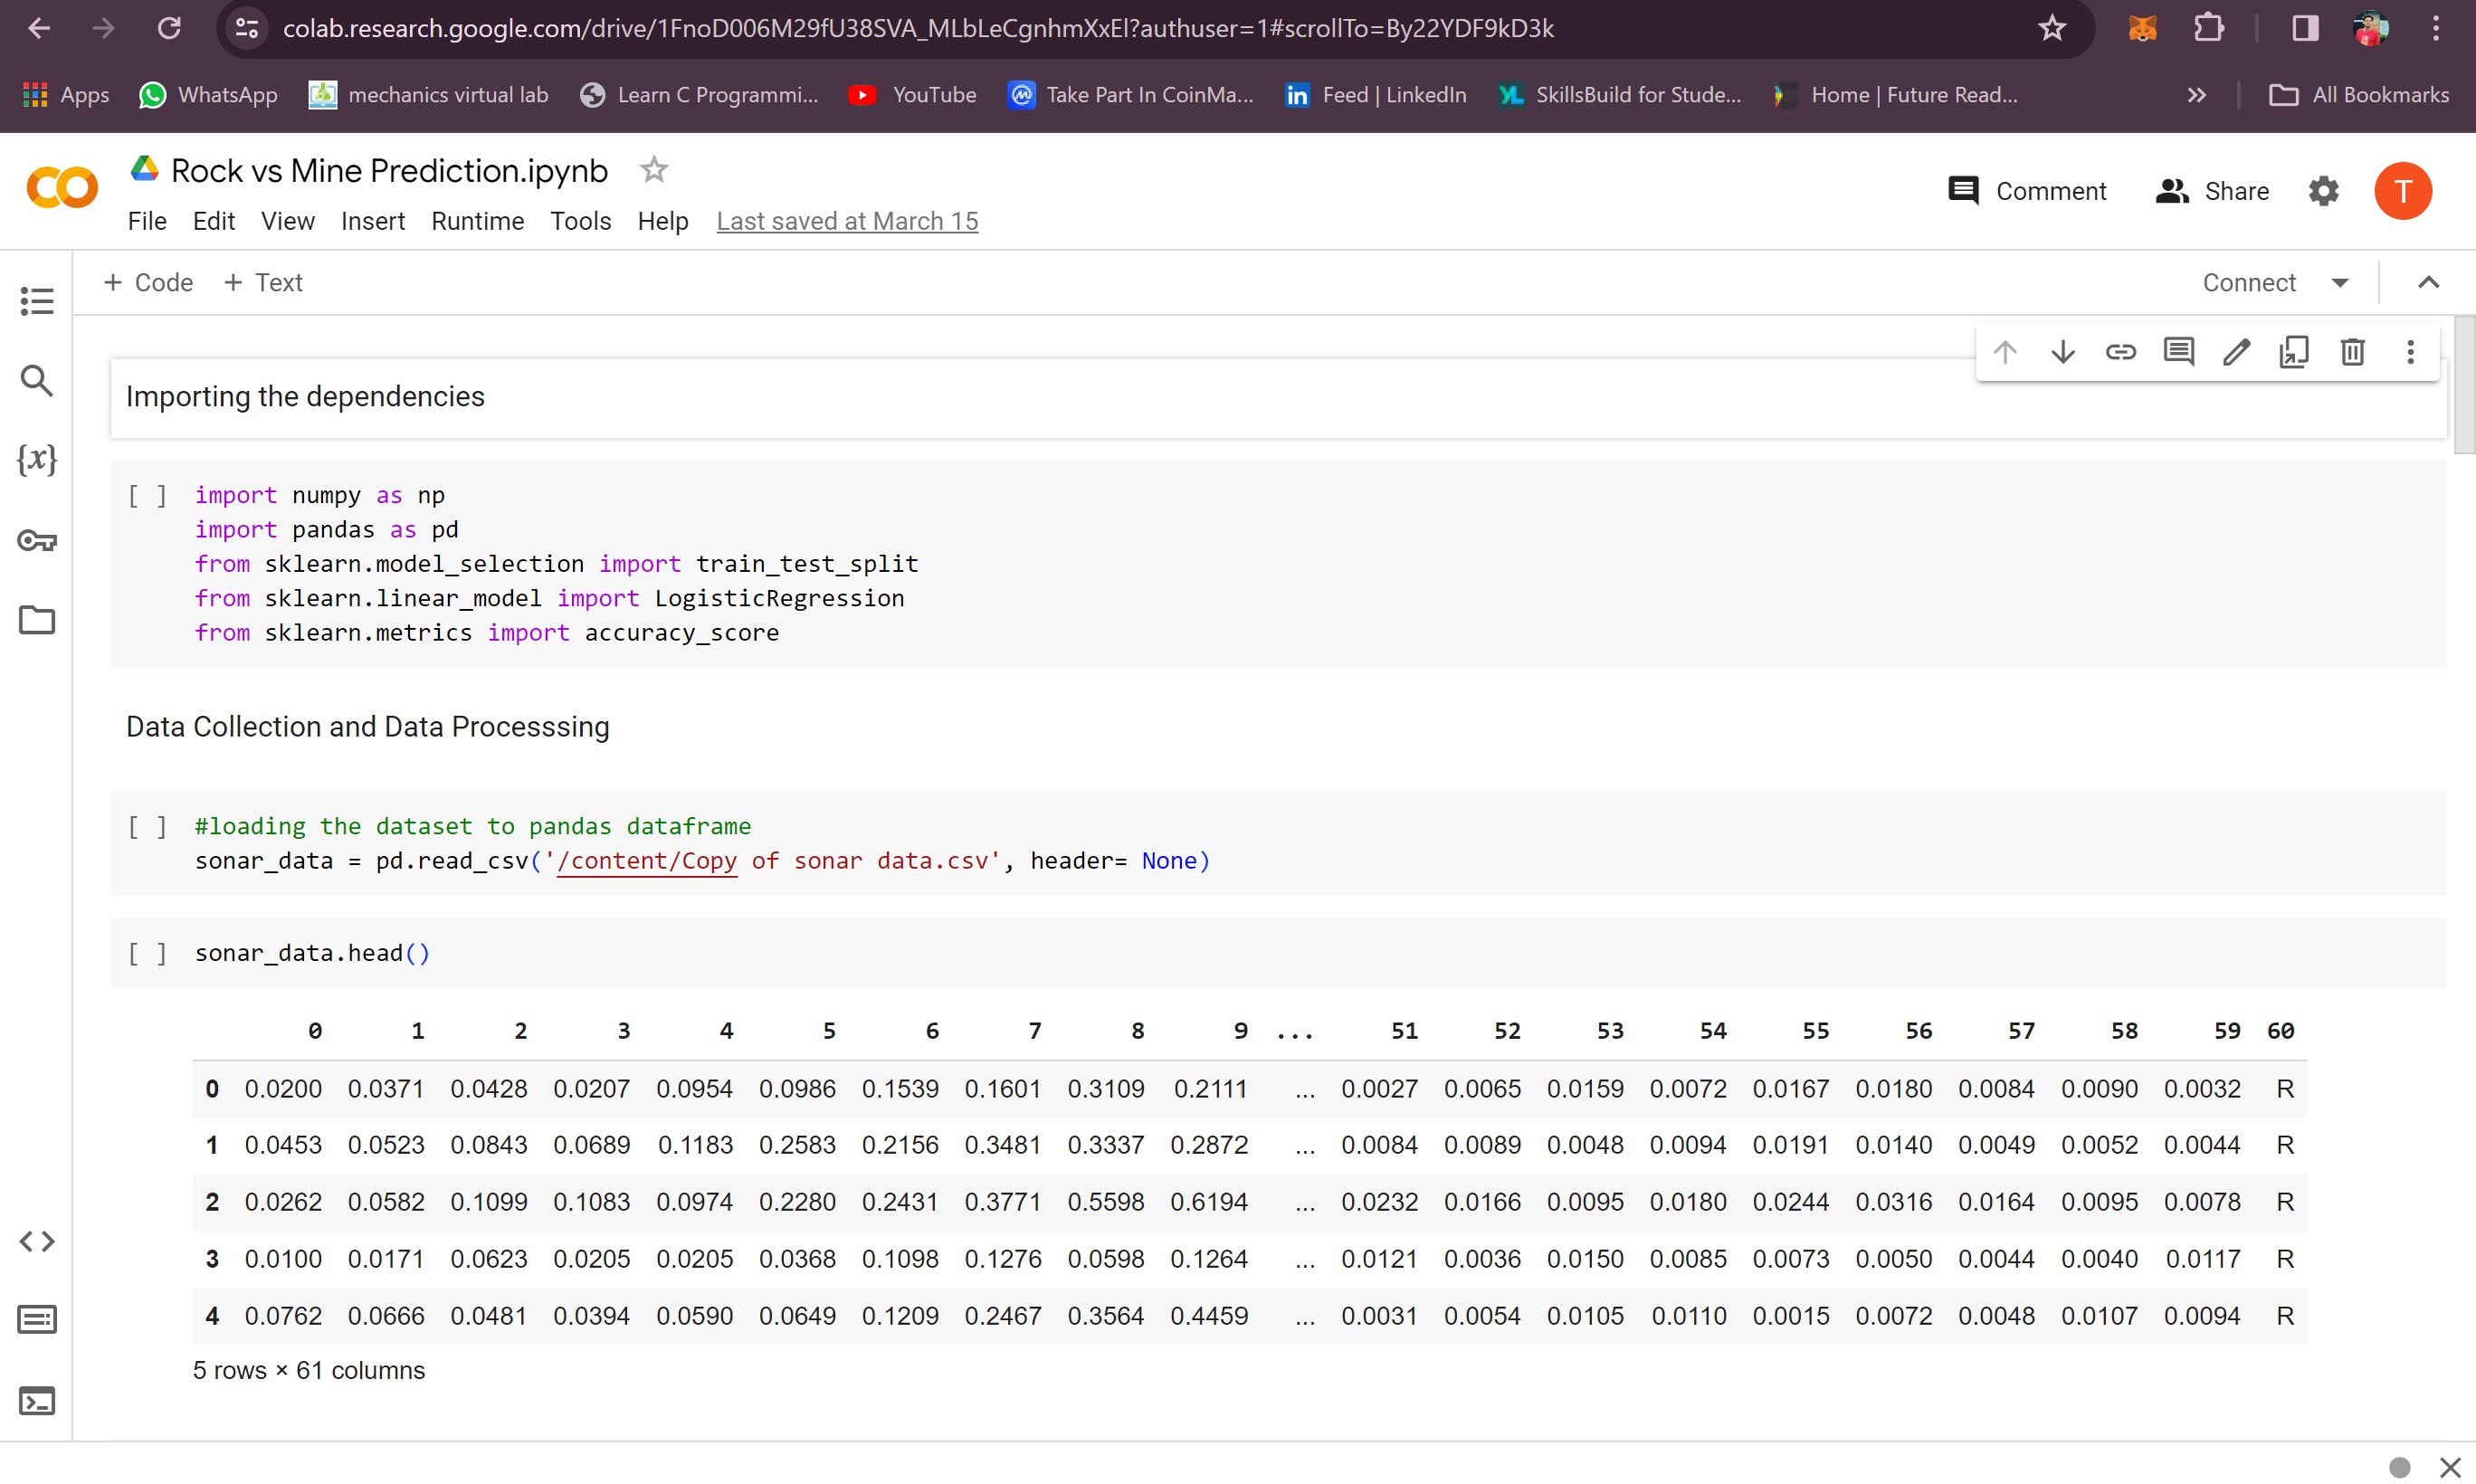 colab.research.google.com/drive/1FnoD006M29fU38SVA_MLbLeCgnhmXxEl?authuser=1#scrollTo=By22YDF9kD3k
Apps WhatsApp mechanics virtual lab Learn C Programmi... YouTube Take Part In CoinMa... Feed | LinkedIn SkillsBuild for Stude... Home | Future Read... All Bookmarks
Rock vs Mine Prediction.ipynb
Comment Share T
File Edit View Insert Runtime Tools Help Last saved at March 15
+ Code + Text Connect
Importing the dependencies
[ ] import numpy as np
import pandas as pd
from sklearn.model_selection import train_test_split
from sklearn.linear_model import LogisticRegression
from sklearn.metrics import accuracy_score
Data Collection and Data Processsing
[ ] #loading the dataset to pandas dataframe
sonar_data = pd.read_csv('/content/Copy of sonar data.csv', header= None)
[ ] sonar_data.head()
0 1 2 3 4 5 6 7 8 9 ... 51 52 53 54 55 56 57 58 59 60
0 0.0200 0.0371 0.0428 0.0207 0.0954 0.0986 0.1539 0.1601 0.3109 0.2111 ... 0.0027 0.0065 0.0159 0.0072 0.0167 0.0180 0.0084 0.0090 0.0032 R
1 0.0453 0.0523 0.0843 0.0689 0.1183 0.2583 0.2156 0.3481 0.3337 0.2872 ... 0.0084 0.0089 0.0048 0.0094 0.0191 0.0140 0.0049 0.0052 0.0044 R
2 0.0262 0.0582 0.1099 0.1083 0.0974 0.2280 0.2431 0.3771 0.5598 0.6194 ... 0.0232 0.0166 0.0095 0.0180 0.0244 0.0316 0.0164 0.0095 0.0078 R
3 0.0100 0.0171 0.0623 0.0205 0.0205 0.0368 0.1098 0.1276 0.0598 0.1264 ... 0.0121 0.0036 0.0150 0.0085 0.0073 0.0050 0.0044 0.0040 0.0117 R
4 0.0762 0.0666 0.0481 0.0394 0.0590 0.0649 0.1209 0.2467 0.3564 0.4459 ... 0.0031 0.0054 0.0105 0.0110 0.0015 0.0072 0.0048 0.0107 0.0094 R
5 rows × 61 columns